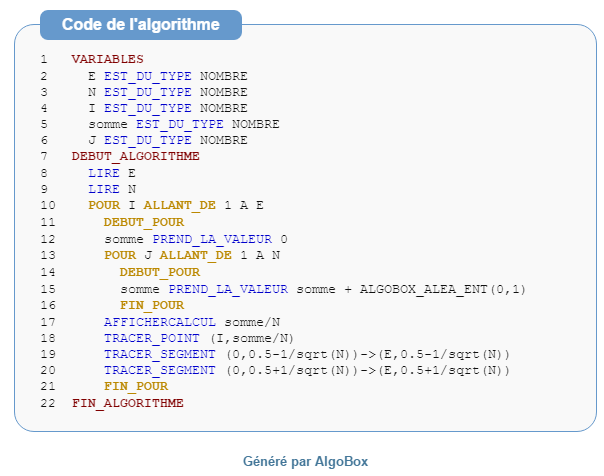 Code de l'algorithme
1 VARIABLES
2 E EST_DU_TYPE NOMBRE
3 N EST_DU_TYPE NOMBRE
4 I EST_DU_TYPE NOMBRE
5 somme EST_DU_TYPE NOMBRE
6 J EST_DU_TYPE NOMBRE
7 DEBUT_ALGORITHME
8 LIRE E
9 LIRE N
10 POUR I ALLANT_DE 1 A E
11 DEBUT_POUR
12 somme PREND_LA_VALEUR 0
13 POUR J ALLANT_DE 1 A N
14 DEBUT_POUR
15 somme PREND_LA_VALEUR somme + ALGOBOX_ALEA_ENT(0,1)
16 FIN_POUR
17 AFFICHERCALCUL somme/N
18 TRACER_POINT (I,somme/N)
19 TRACER_SEGMENT (0,0.5-1/sqrt(N))->(E,0.5-1/sqrt(N))
20 TRACER_SEGMENT (0,0.5+1/sqrt(N))->(E,0.5+1/sqrt(N))
21 FIN_POUR
22 FIN_ALGORITHME
Généré par AlgoBox